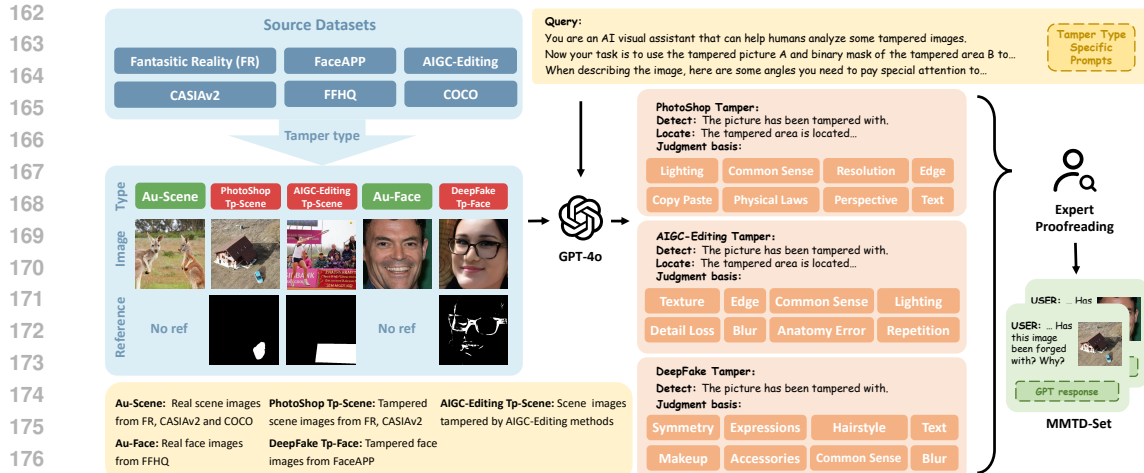 162
163
164
165
166
167
168
169
170
171
172
173
174
175
176
Source Datasets
Fantasitic Reality (FR)
FaceAPP
AIGC-Editing
CASIAv2
FFHQ
COCO
Tamper type
Query:
You are an AI visual assistant that can help humans analyze some tampered images.
Now your task is to use the tampered picture A and binary mask of the tampered area B to…
When describing the image, here are some angles you need to pay special attention to…
Tamper Type
Specific
Prompts
Type
Au-Scene
PhotoShop
Tp-Scene
AIGC-Editing
Tp-Scene
Au-Face
DeepFake
Tp-Face
Image
Reference
No ref
No ref
GPT-4o
PhotoShop Tamper:
Detect: The picture has been tampered with.
Locate: The tampered area is located…
Judgment basis:
Lighting
Common Sense
Resolution
Edge
Copy Paste
Physical Laws
Perspective
Text
AIGC-Editing Tamper:
Detect: The picture has been tampered with.
Locate: The tampered area is located…
Judgment basis:
Texture
Edge
Common Sense
Lighting
Detail Loss
Blur
Anatomy Error
Repetition
DeepFake Tamper:
Detect: The picture has been tampered with.
Judgment basis:
Symmetry
Expressions
Hairstyle
Text
Makeup
Accessories
Common Sense
Blur
Expert
Proofreading
USER: … Has
USER: … Has
this image
been forged
with? Why?
GPT response
MMTD-Set
Au-Scene: Real scene images
from FR, CASIAv2 and COCO
Au-Face: Real face images
from FFHQ
PhotoShop Tp-Scene: Tampered
scene images from FR, CASIAv2
DeepFake Tp-Face: Tampered face
images from FaceAPP
AIGC-Editing Tp-Scene: Scene images
tampered by AIGC-Editing methods